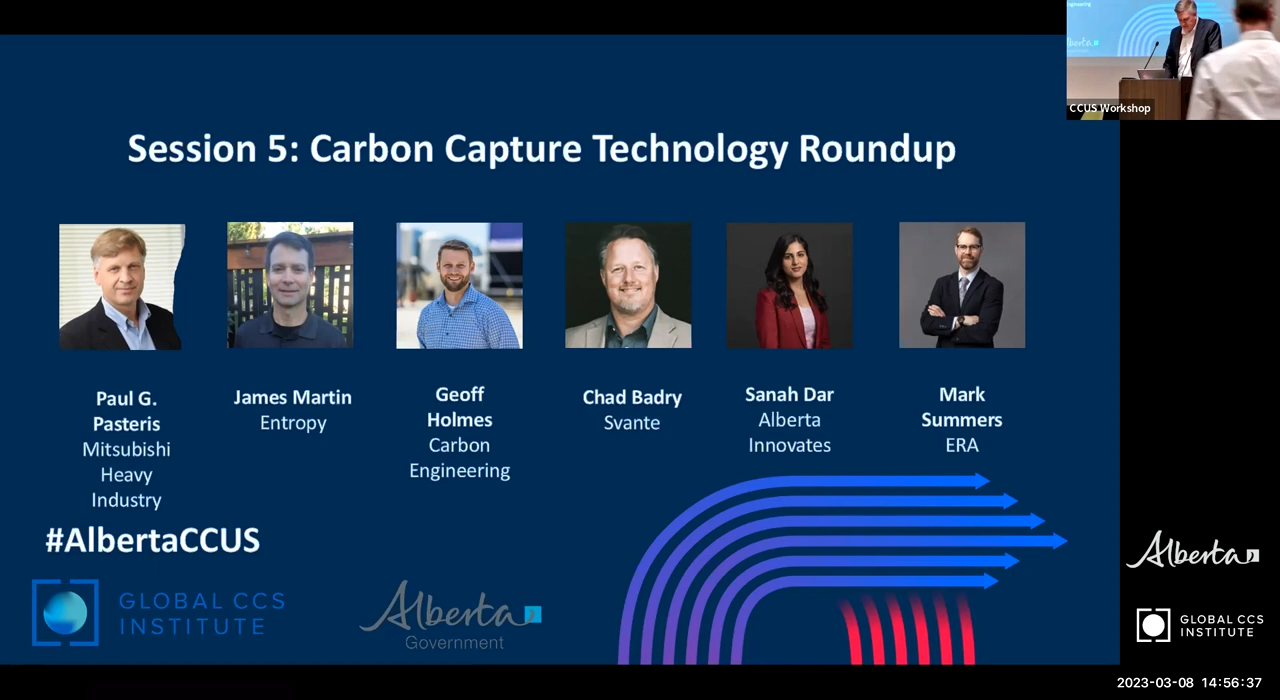 Session 5: Carbon Capture Technology Roundup
CCUS Workshop
Paul G.
Pasteris
Mitsubishi
Heavy
Industry
James Martin
Entropy
Geoff
Holmes
Carbon
Engineering
Chad Badry
Svante
Sanah Dar
Alberta
Innovates
Mark
Summers
ERA
#AlbertaCCUS
GLOBAL CCS
INSTITUTE
Alberta
Government
Alberta
GLOBAL CCS
INSTITUTE
2023-03-08 14:56:37